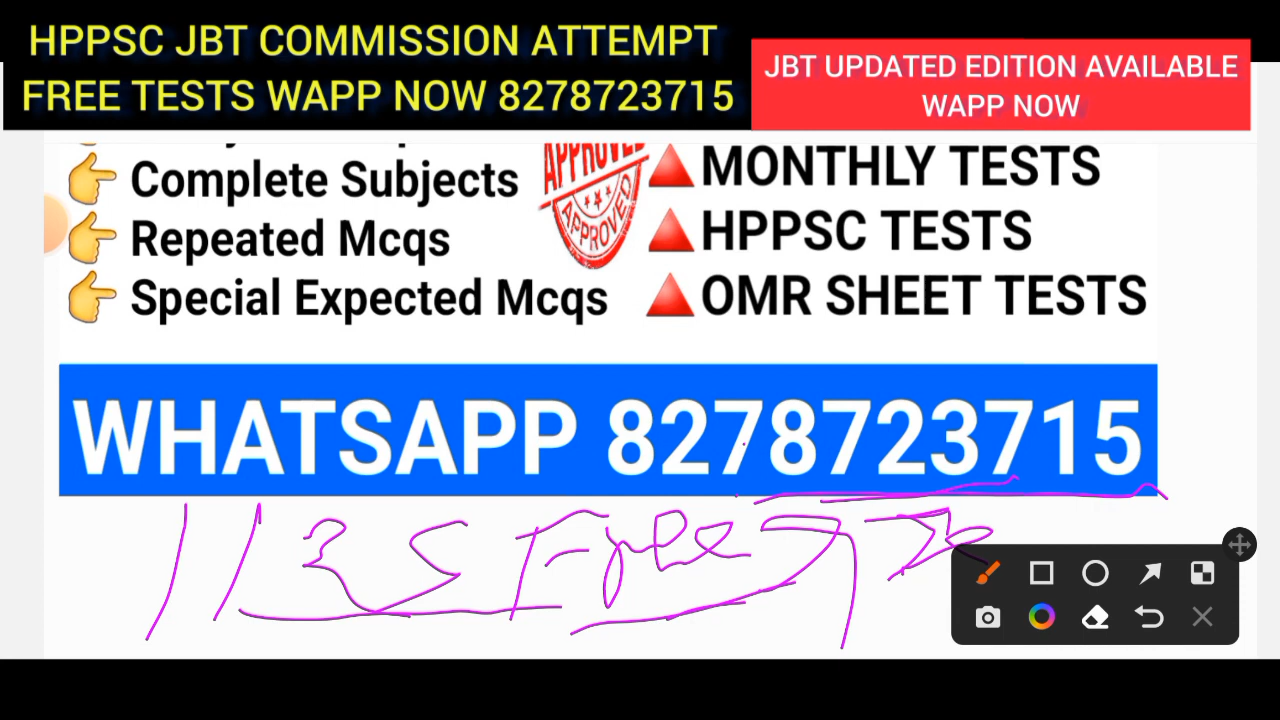 HPPSC JBT COMMISSION ATTEMPT
FREE TESTS WAPP NOW 8278723715
JBT UPDATED EDITION AVAILABLE
WAPP NOW
Complete Subjects
Repeated Mcqs
Special Expected Mcqs
APPROVED
APPROVED
MONTHLY TESTS
HPPSC TESTS
OMR SHEET TESTS
WHATSAPP 8278723715
Free